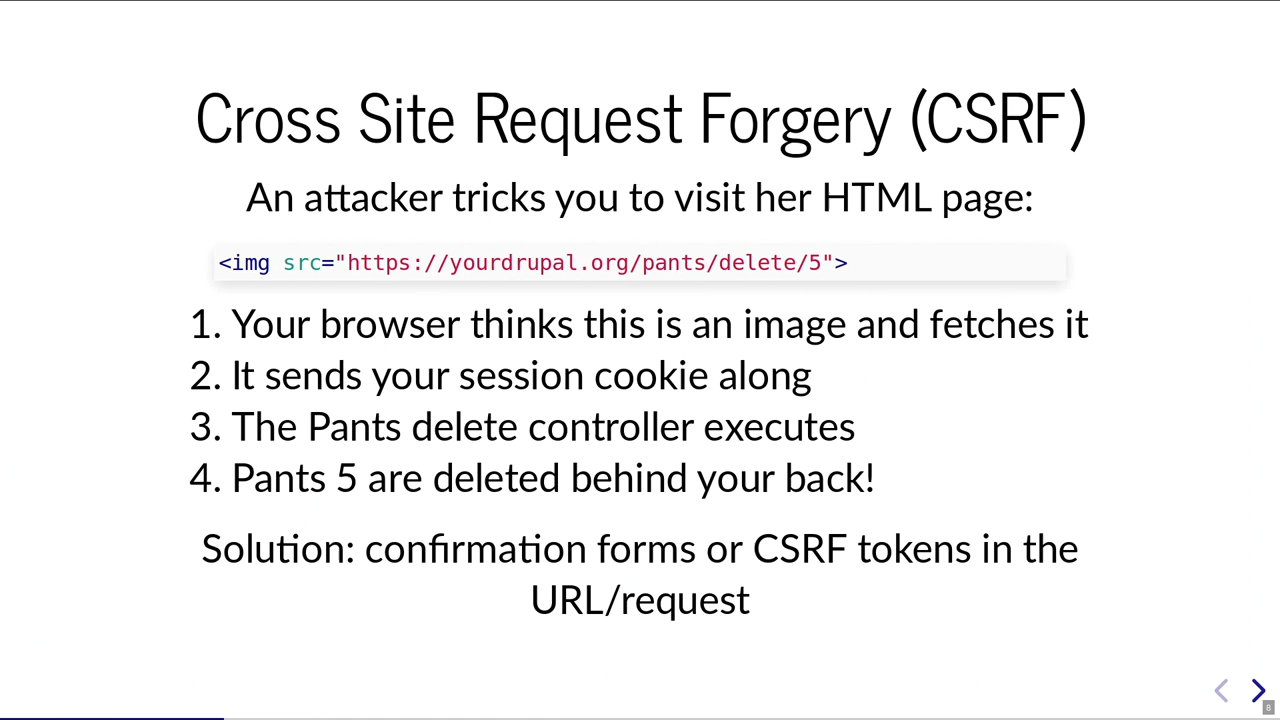 Cross Site Request Forgery (CSRF)
An attacker tricks you to visit her HTML page:
<img src="https://yourdrupal.org/pants/delete/5">
1. Your browser thinks this is an image and fetches it
2. It sends your session cookie along
3. The Pants delete controller executes
4. Pants 5 are deleted behind your back!
Solution: confirmation forms or CSRF tokens in the
URL/request
8